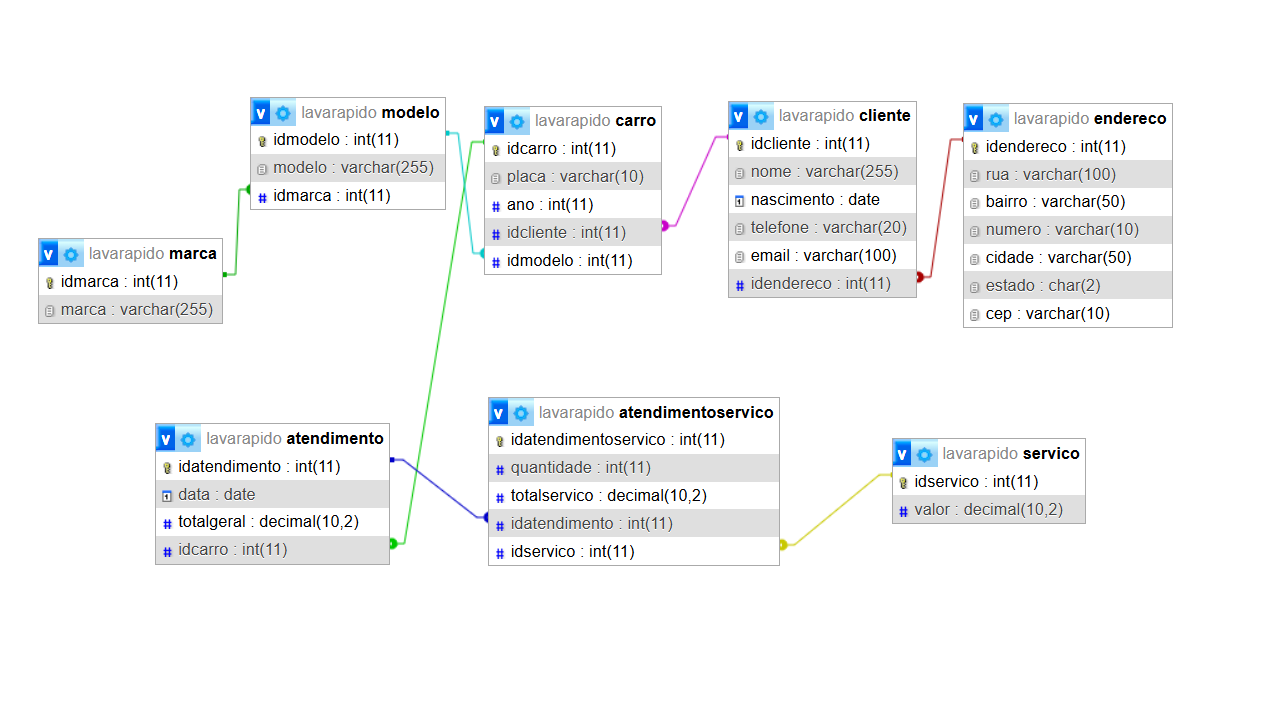 lavarapido modelo
idmodelo : int(11)
modelo : varchar(255)
idmarca : int(11)
lavarapido carro
idcarro : int(11)
placa : varchar(10)
ano : int(11)
idcliente : int(11)
idmodelo : int(11)
lavarapido cliente
idcliente : int(11)
nome : varchar(255)
nascimento : date
telefone : varchar(20)
email : varchar(100)
idendereco : int(11)
lavarapido endereco
idendereco : int(11)
rua : varchar(100)
bairro : varchar(50)
numero : varchar(10)
cidade : varchar(50)
estado : char(2)
cep : varchar(10)
lavarapido marca
idmarca : int(11)
marca : varchar(255)
lavarapido atendimento
idatendimento : int(11)
data : date
totalgeral : decimal(10,2)
idcarro : int(11)
lavarapido atendimentoservico
idatendimentoservico : int(11)
quantidade : int(11)
totalservico : decimal(10,2)
idatendimento : int(11)
idservico : int(11)
lavarapido servico
idservico : int(11)
valor : decimal(10,2)